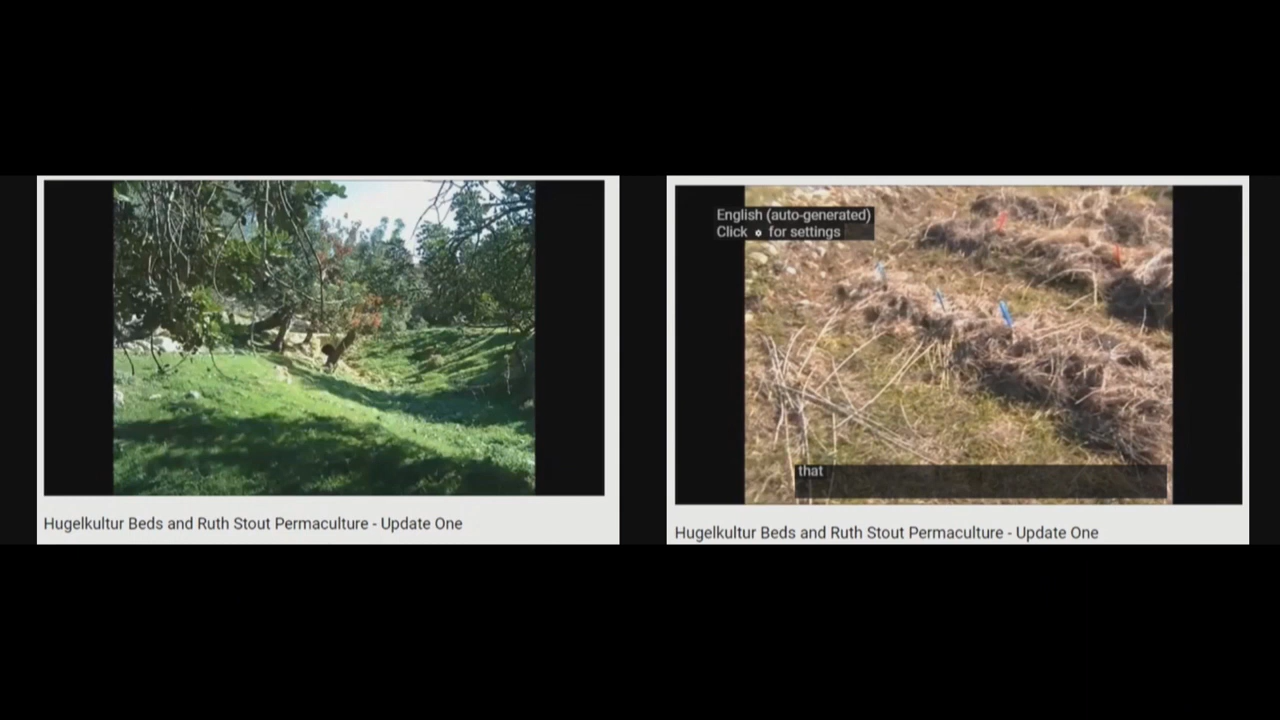 Hugelkultur Beds and Ruth Stout Permaculture - Update One
English (auto-generated)
Click for settings
that
Hugelkultur Beds and Ruth Stout Permaculture - Update One